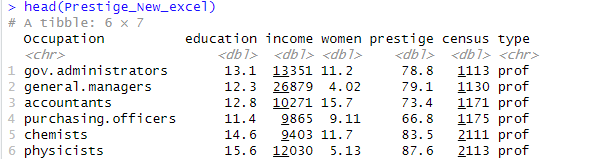 > head(Prestige_New_excel)
# A tibble: 6 × 7
Occupation education income women prestige census type
<chr> <dbl> <dbl> <dbl> <dbl> <dbl> <chr>
1 gov.administrators 13.1 13351 11.2 78.8 1113 prof
2 general.managers 12.3 26879 4.02 79.1 1130 prof
3 accountants 12.8 10271 15.7 73.4 1171 prof
4 purchasing.officers 11.4 9865 9.11 66.8 1175 prof
5 chemists 14.6 9403 11.7 83.5 2111 prof
6 physicists 15.6 12030 5.13 87.6 2113 prof